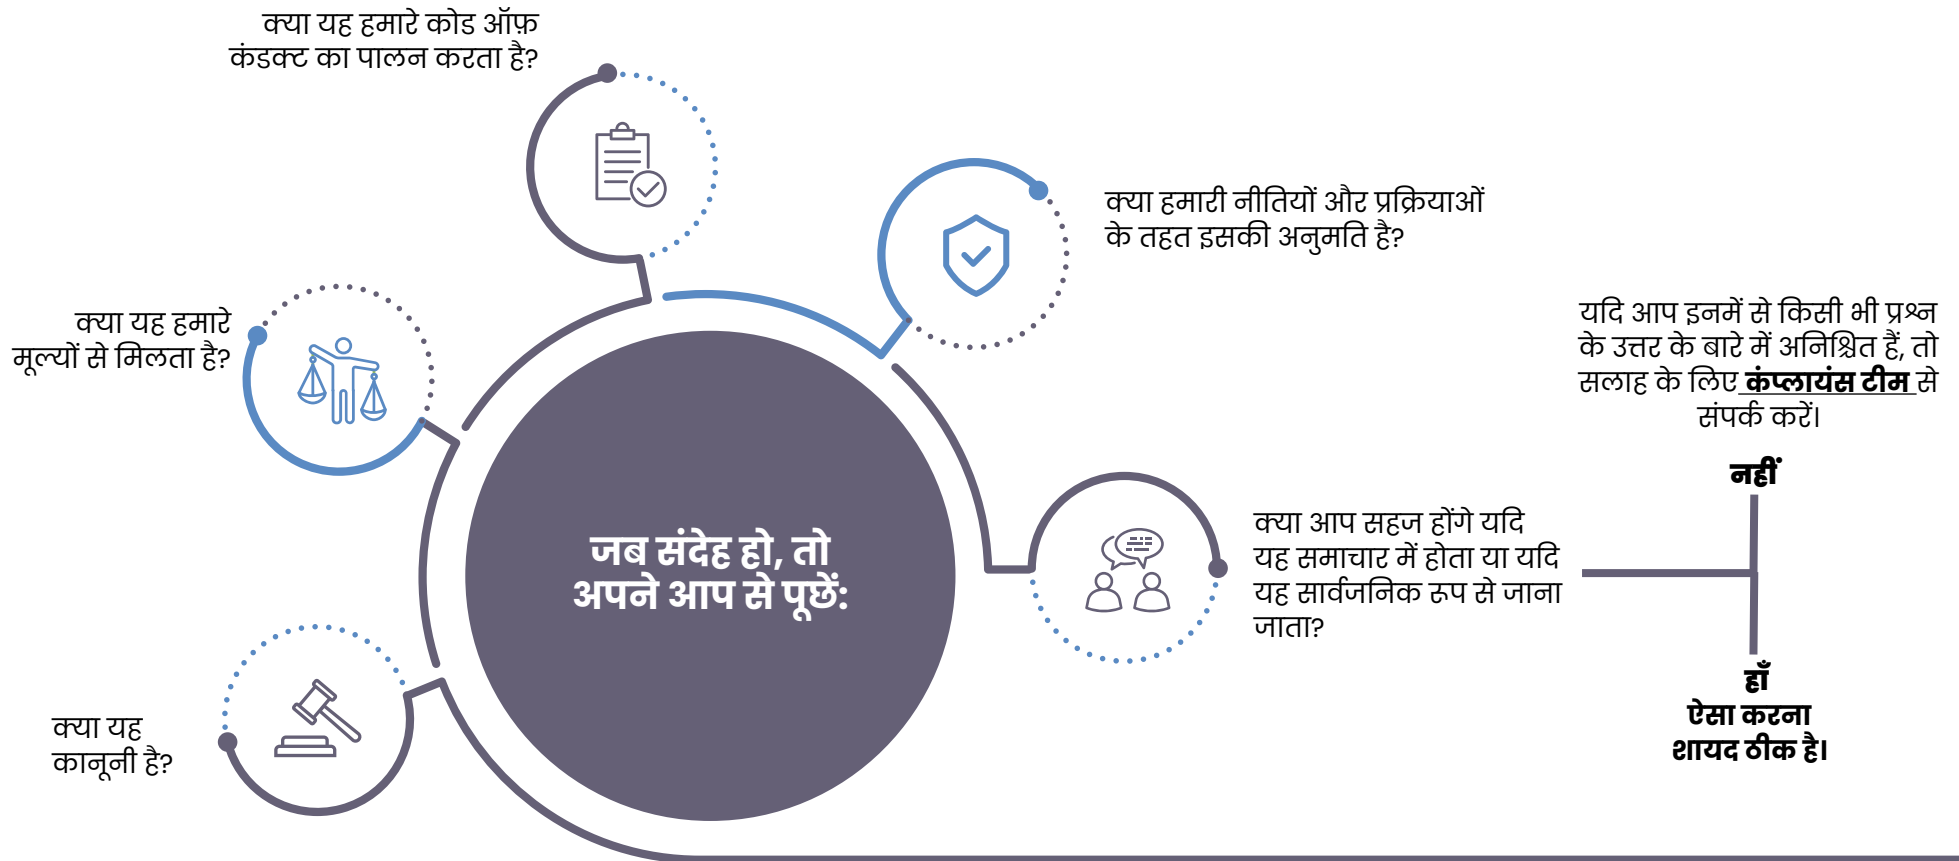 क्या यह हमारे कोड ऑफ़
कंडक्ट का पालन करता है?
क्या हमारी नीतियों और प्रक्रियाओं
के तहत इसकी अनुमति है?
क्या यह हमारे
मूल्यों से मिलता है?
यदि आप इनमें से किसी भी प्रश्न
के उत्तर के बारे में अनिश्चित हैं, तो
सलाह के लिए कंप्लायंस टीम से
संपर्क करें।
नहीं
जब संदेह हो, तो
अपने आप से पूछें:
क्या आप सहज होंगे यदि
यह समाचार में होता या यदि
यह सार्वजनिक रूप से जाना
जाता?
हाँ
ऐसा करना
शायद ठीक है।
क्या यह
कानूनी है?